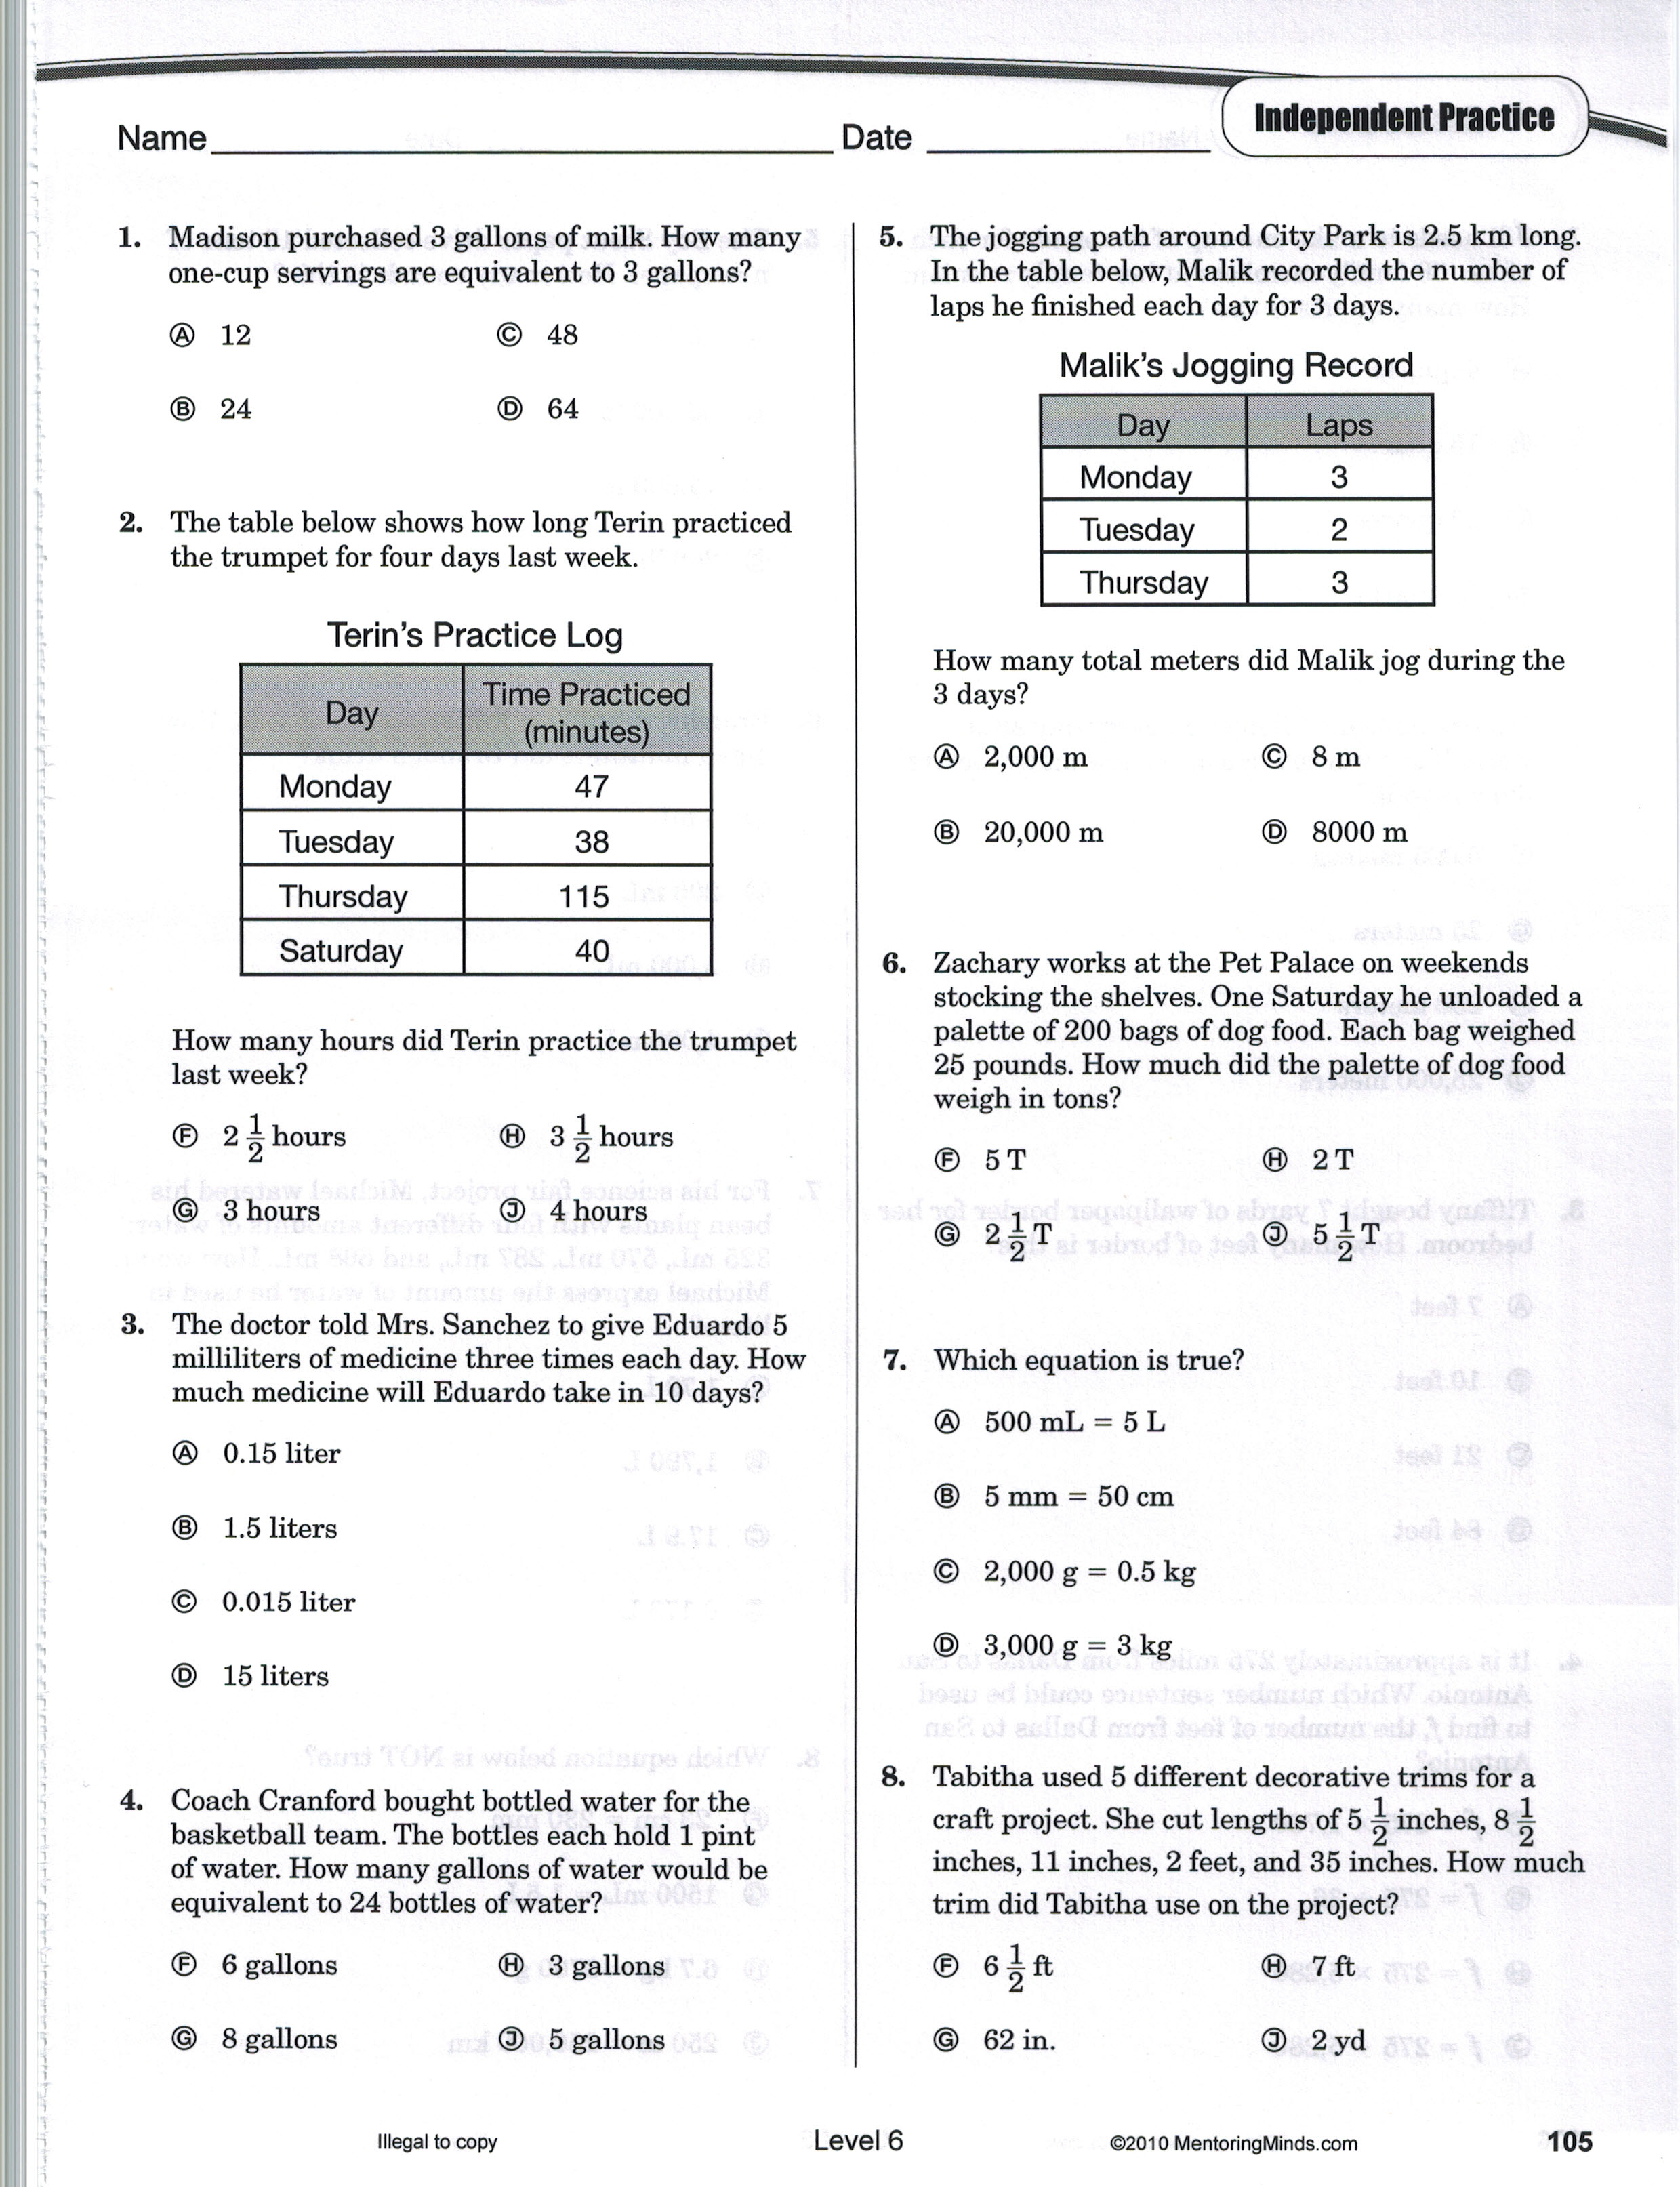 Independent Practice
Name
Date
1. Madison purchased 3 gallons of milk. How many
one-cup servings are equivalent to 3 gallons?
Ⓐ 12
Ⓒ 48
Ⓑ 24
Ⓓ 64
2. The table below shows how long Terin practiced
the trumpet for four days last week.
Terin's Practice Log
Day
Time Practiced
(minutes)
Monday 47
Tuesday 38
Thursday 115
Saturday 40
How many hours did Terin practice the trumpet
last week?
Ⓕ 2 1/2 hours
Ⓗ 3 1/2 hours
Ⓖ 3 hours
Ⓙ 4 hours
3. The doctor told Mrs. Sanchez to give Eduardo 5
milliliters of medicine three times each day. How
much medicine will Eduardo take in 10 days?
Ⓐ 0.15 liter
Ⓑ 1.5 liters
Ⓒ 0.015 liter
Ⓓ 15 liters
4. Coach Cranford bought bottled water for the
basketball team. The bottles each hold 1 pint
of water. How many gallons of water would be
equivalent to 24 bottles of water?
Ⓕ 6 gallons
Ⓗ 3 gallons
Ⓖ 8 gallons
Ⓙ 5 gallons
5. The jogging path around City Park is 2.5 km long.
In the table below, Malik recorded the number of
laps he finished each day for 3 days.
Malik's Jogging Record
Day Laps
Monday 3
Tuesday 2
Thursday 3
How many total meters did Malik jog during the
3 days?
Ⓐ 2,000 m
Ⓒ 8 m
Ⓑ 20,000 m
Ⓓ 8000 m
6. Zachary works at the Pet Palace on weekends
stocking the shelves. One Saturday he unloaded a
palette of 200 bags of dog food. Each bag weighed
25 pounds. How much did the palette of dog food
weigh in tons?
Ⓕ 5 T
Ⓗ 2 T
Ⓖ 2 1/2 T
Ⓙ 5 1/2 T
7. Which equation is true?
Ⓐ 500 mL = 5 L
Ⓑ 5 mm = 50 cm
Ⓒ 2,000 g = 0.5 kg
Ⓓ 3,000 g = 3 kg
8. Tabitha used 5 different decorative trims for a
craft project. She cut lengths of 5 1/2 inches, 8 1/2
inches, 11 inches, 2 feet, and 35 inches. How much
trim did Tabitha use on the project?
Ⓕ 6 1/2 ft
Ⓗ 7 ft
Ⓖ 62 in.
Ⓙ 2 yd
Illegal to copy
Level 6
©2010 MentoringMinds.com
105